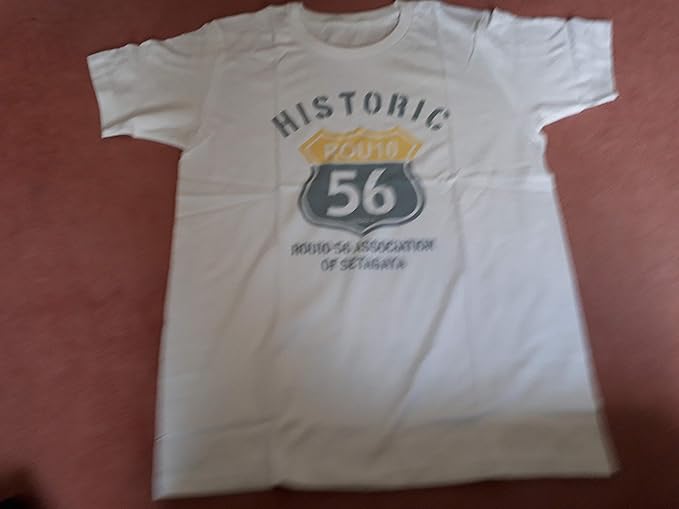 HISTORIC
ROU10
56
ROU10-56 ASSOCIATION
OF SETAGAYA